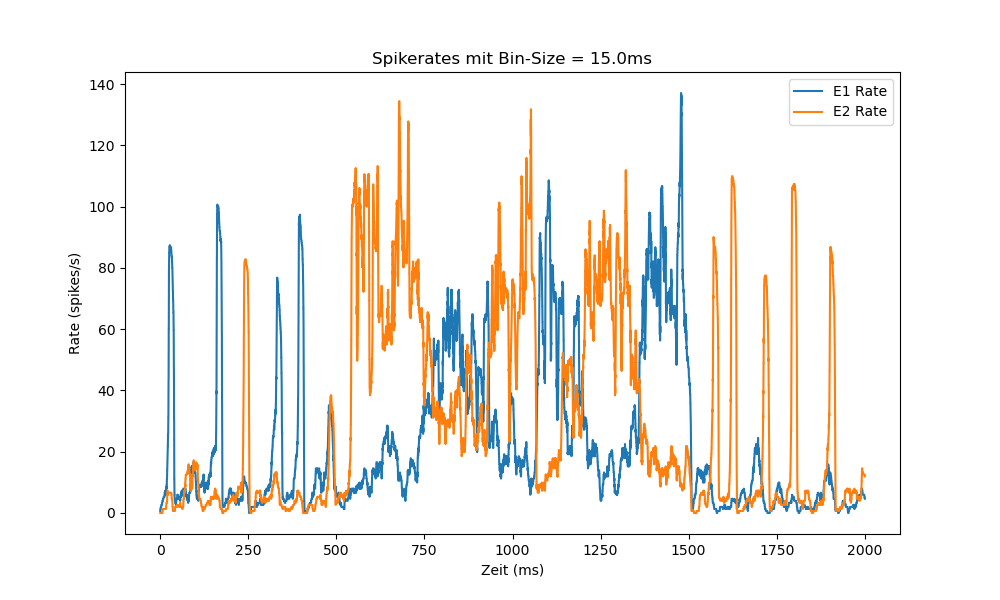 Spikerates mit Bin-Size = 15.0ms
E1 Rate
E2 Rate
Rate (spikes/s)
140
120
100
80
60
40
20
0
0 250 500 750 1000 1250 1500 1750 2000
Zeit (ms)